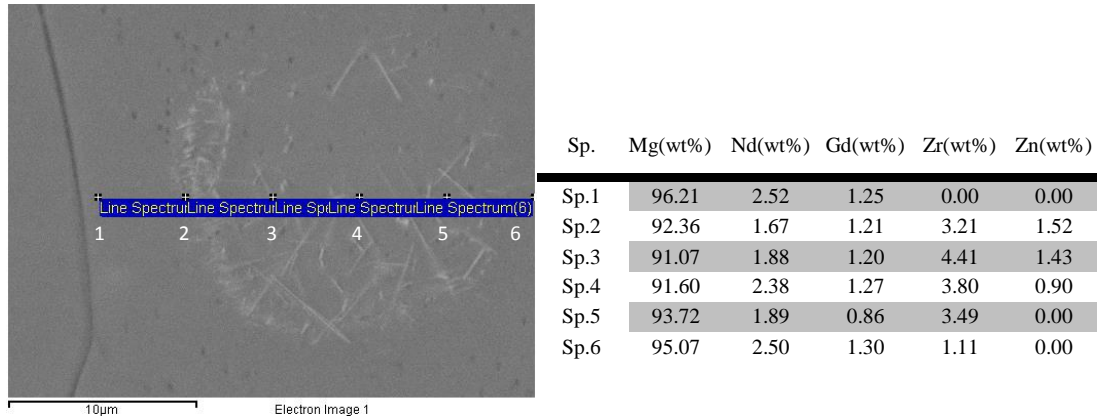 Line Spectrum Line Spectrum Line Spe Line Spectrum Line Spectrum(6)
1 2 3 4 5 6
10µm Electron Image 1
Sp. Mg(wt%) Nd(wt%) Gd(wt%) Zr(wt%) Zn(wt%)
Sp.1 96.21 2.52 1.25 0.00 0.00
Sp.2 92.36 1.67 1.21 3.21 1.52
Sp.3 91.07 1.88 1.20 4.41 1.43
Sp.4 91.60 2.38 1.27 3.80 0.90
Sp.5 93.72 1.89 0.86 3.49 0.00
Sp.6 95.07 2.50 1.30 1.11 0.00